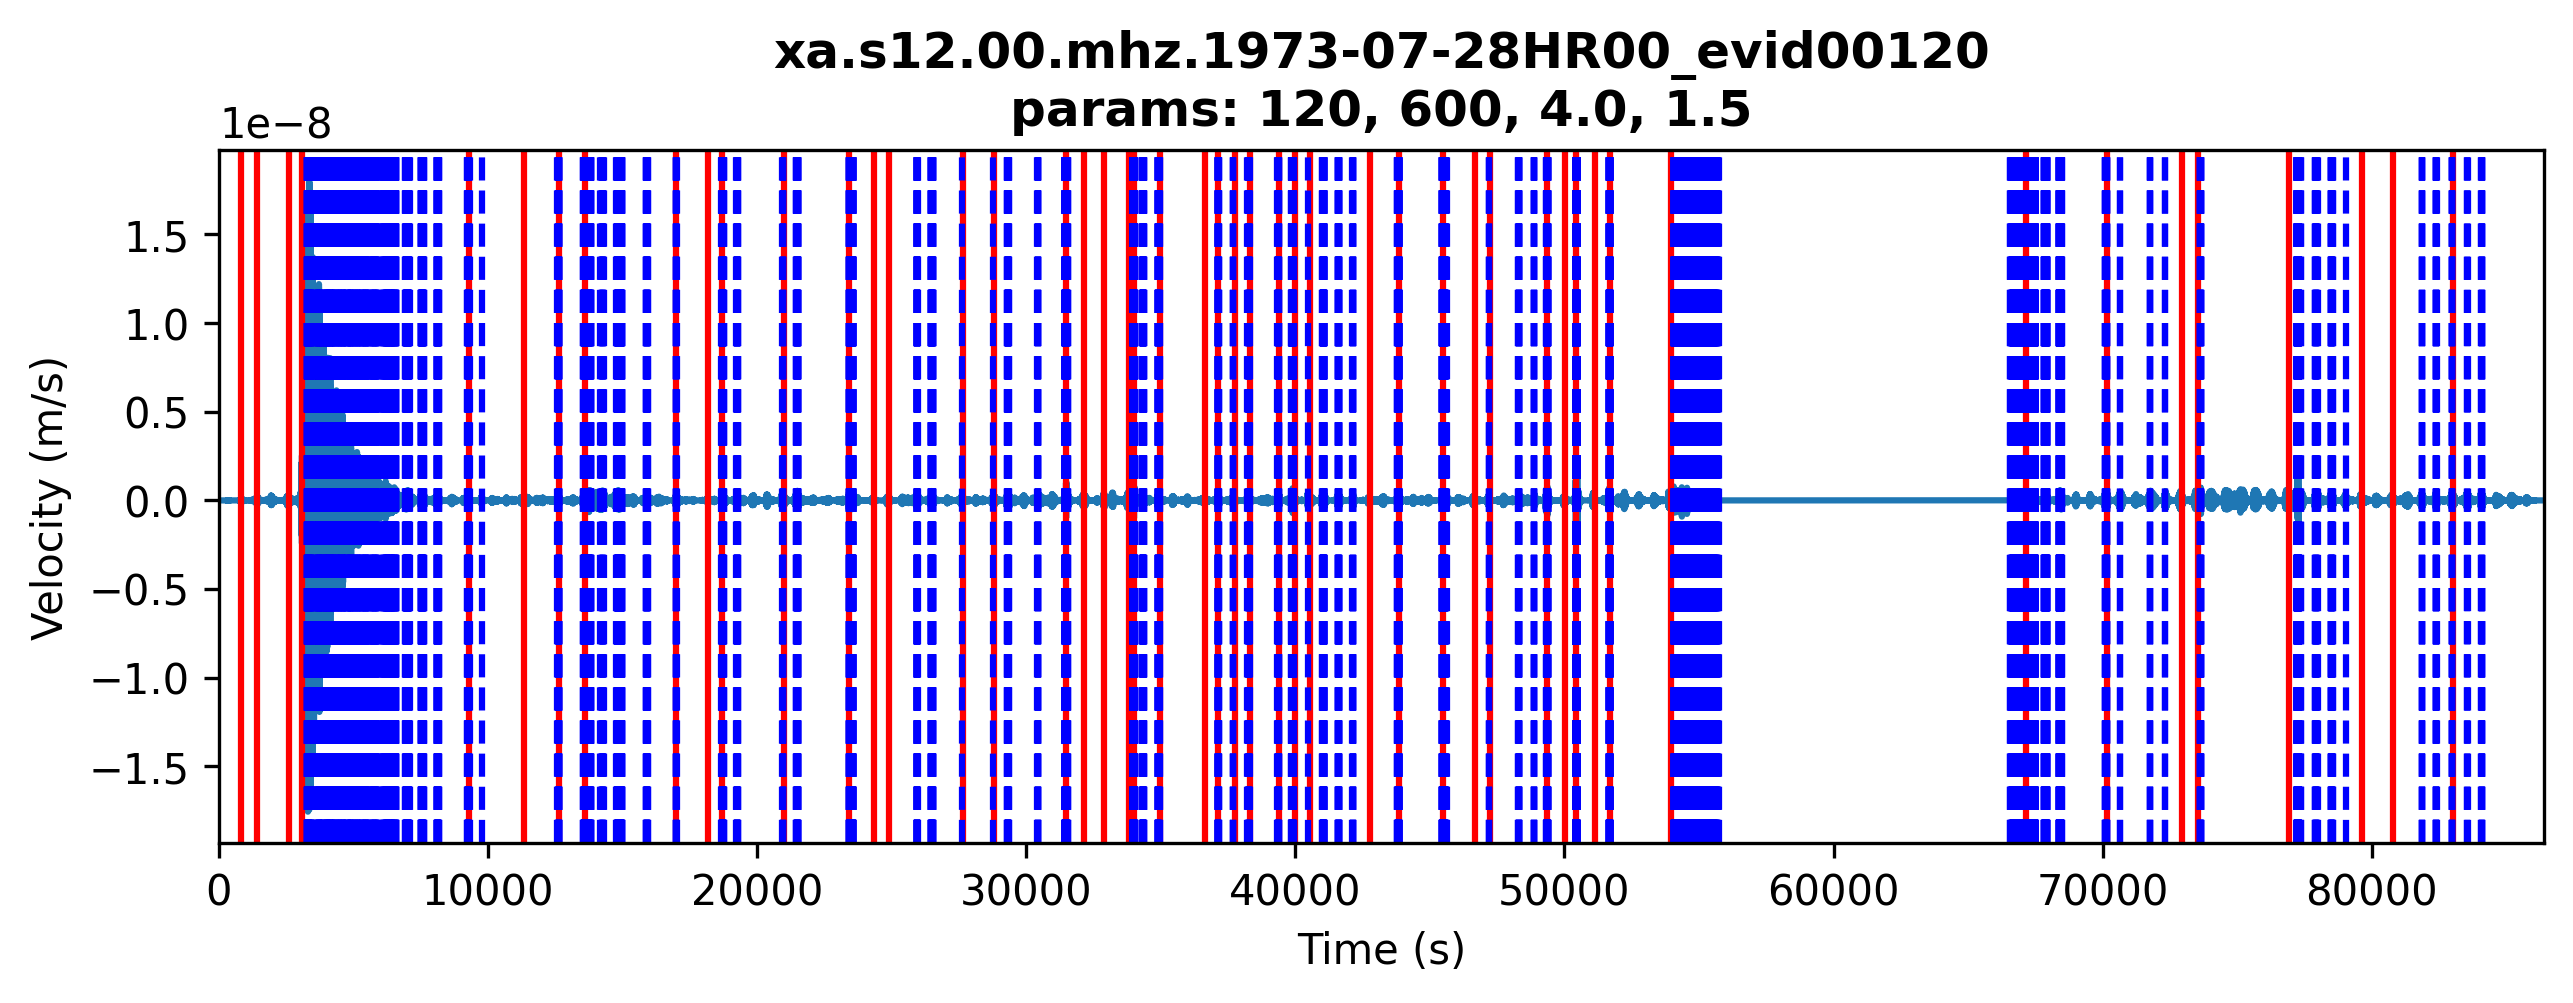 xa.s12.00.mhz.1973-07-28HR00_evid00120
params: 120, 600, 4.0, 1.5
1e−8
1.5
1.0
0.5
0.0
−0.5
−1.0
−1.5
Velocity (m/s)
0 10000 20000 30000 40000 50000 60000 70000 80000
Time (s)